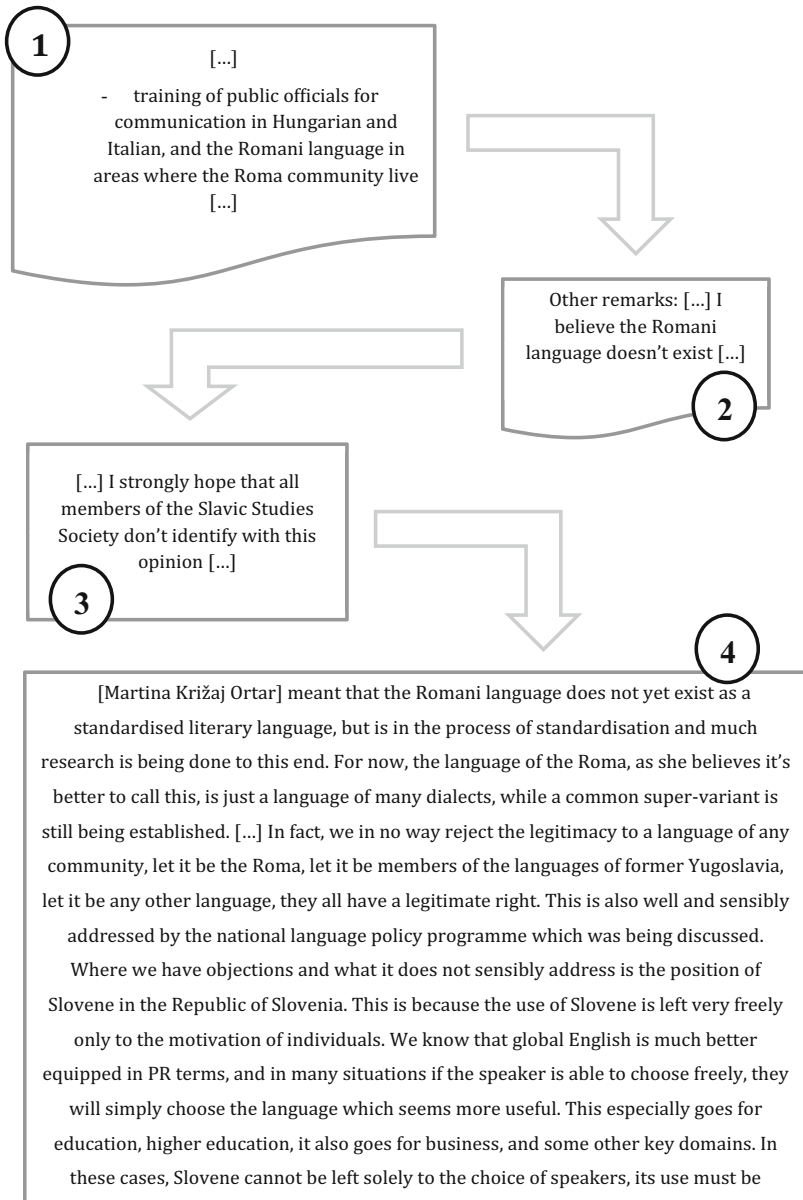 1
[…]
- training of public officials for
communication in Hungarian and
Italian, and the Romani language in
areas where the Roma community live
[…]
Other remarks: […] I
believe the Romani
language doesn’t exist […]
2
[…] I strongly hope that all
members of the Slavic Studies
Society don’t identify with this
opinion […]
3
4
[Martina Križaj Ortar] meant that the Romani language does not yet exist as a
standardised literary language, but is in the process of standardisation and much
research is being done to this end. For now, the language of the Roma, as she believes it’s
better to call this, is just a language of many dialects, while a common super-variant is
still being established. […] In fact, we in no way reject the legitimacy to a language of any
community, let it be the Roma, let it be members of the languages of former Yugoslavia,
let it be any other language, they all have a legitimate right. This is also well and sensibly
addressed by the national language policy programme which was being discussed.
Where we have objections and what it does not sensibly address is the position of
Slovene in the Republic of Slovenia. This is because the use of Slovene is left very freely
only to the motivation of individuals. We know that global English is much better
equipped in PR terms, and in many situations if the speaker is able to choose freely, they
will simply choose the language which seems more useful. This especially goes for
education, higher education, it also goes for business, and some other key domains. In
these cases, Slovene cannot be left solely to the choice of speakers, its use must be